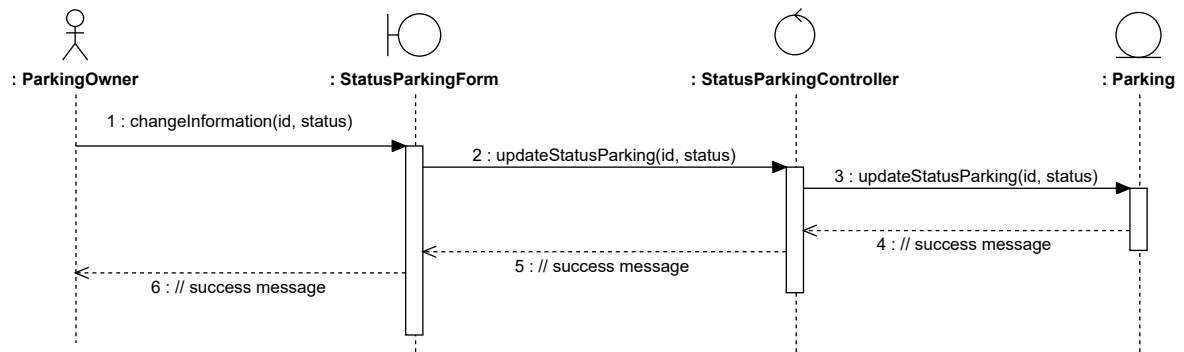 : ParkingOwner
: StatusParkingForm
: StatusParkingController
: Parking
1 : changeInformation(id, status)
2 : updateStatusParking(id, status)
3 : updateStatusParking(id, status)
4 : // success message
5 : // success message
6 : // success message